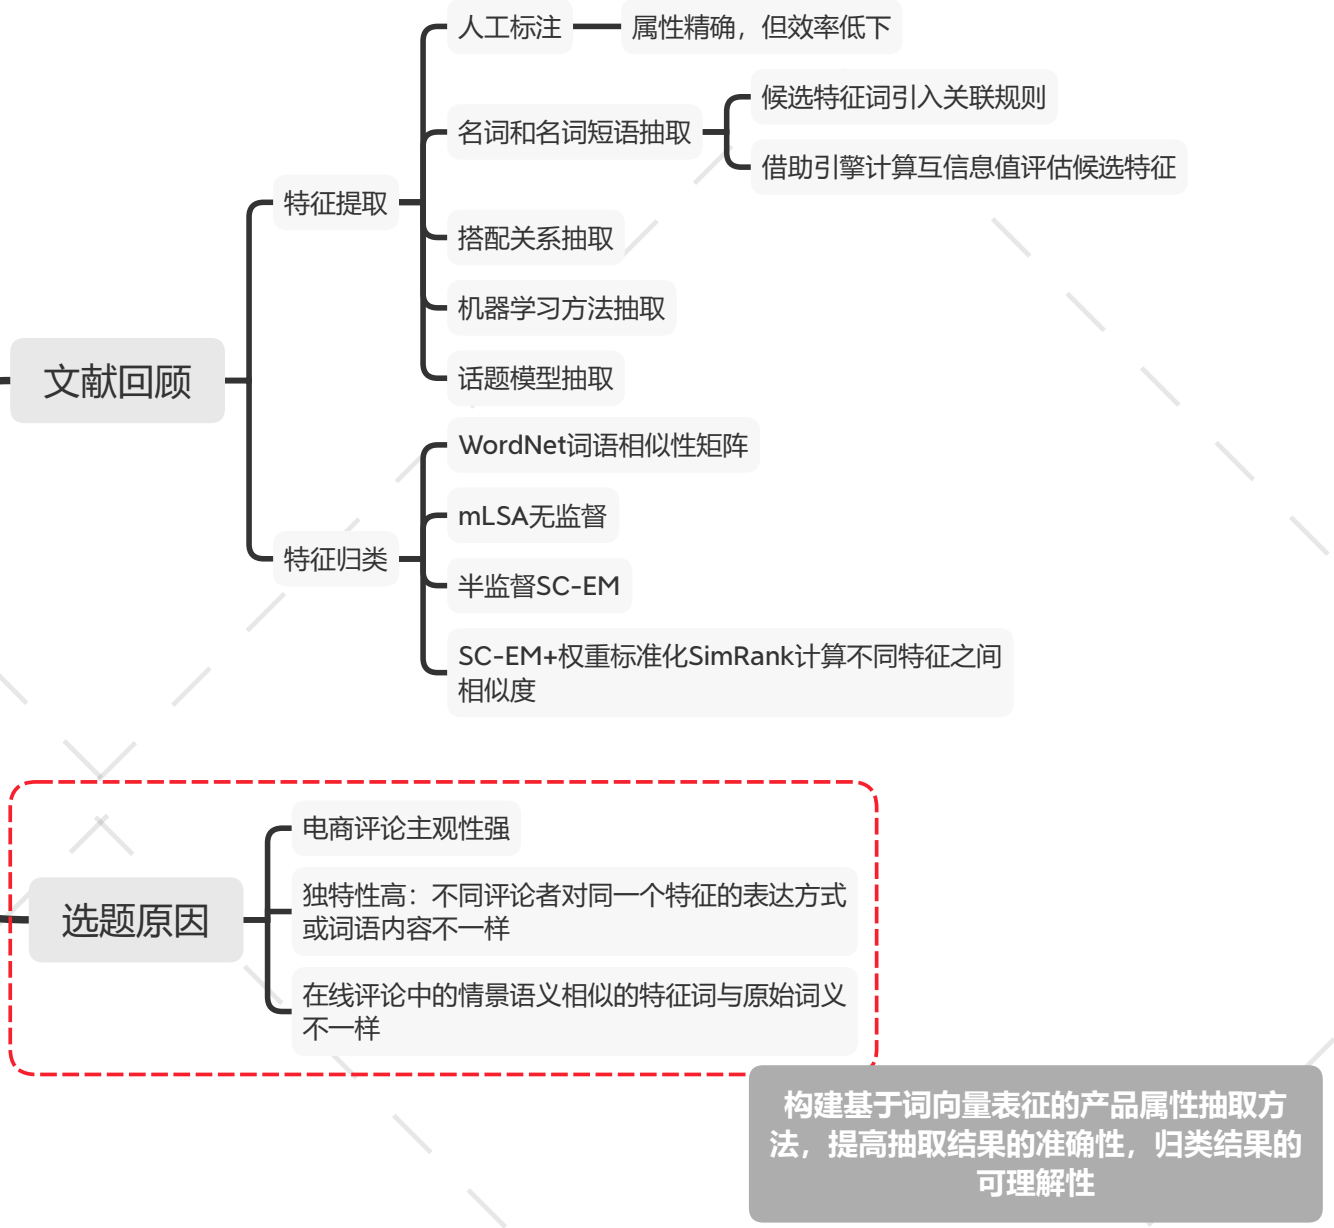 人工标注
属性精确，但效率低下
候选特征词引入关联规则
名词和名词短语抽取
借助引擎计算互信息值评估候选特征
特征提取
搭配关系抽取
机器学习方法抽取
话题模型抽取
文献回顾
WordNet词语相似性矩阵
mLSA无监督
特征归类
半监督SC-EM
SC-EM+权重标准化SimRank计算不同特征之间
相似度
电商评论主观性强
独特性高：不同评论者对同一个特征的表达方式
或词语内容不一样
选题原因
在线评论中的情景语义相似的特征词与原始词义
不一样
构建基于词向量表征的产品属性抽取方
法，提高抽取结果的准确性，归类结果的
可理解性